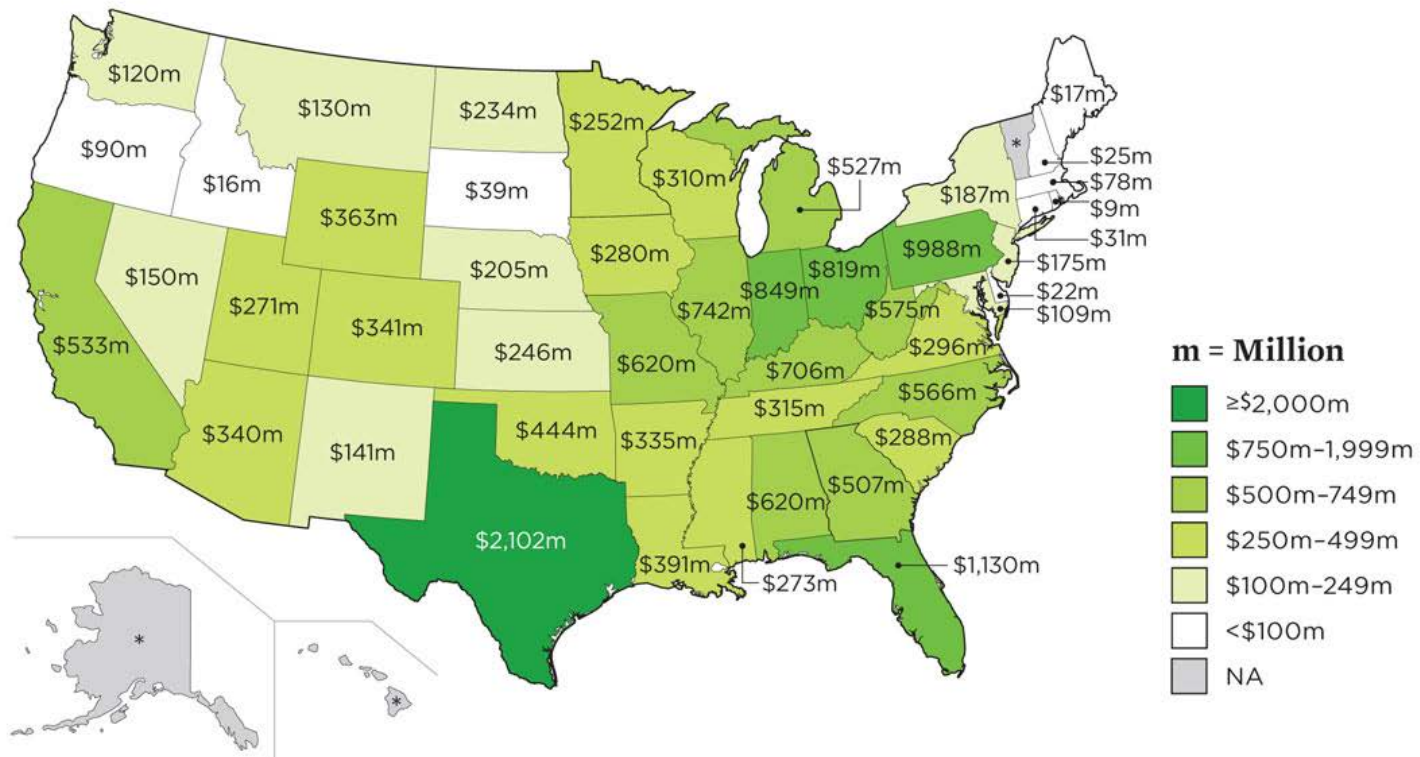 $120m
$130m
$234m
$252m
$17m
$90m
$16m
$39m
$310m
$527m
*
$25m
$78m
$9m
$31m
$187m
$363m
$280m
$988m
$175m
$150m
$205m
$819m
$22m
$271m
$849m
$109m
$341m
$742m
$575m
$533m
$246m
$620m
$296m
$706m
$566m
$340m
$141m
$444m
$335m
$315m
$288m
$620m
$507m
$2,102m
$391m
$273m
$1,130m
*
*
m = Million
≥$2,000m
$750m–1,999m
$500m–749m
$250m–499m
$100m–249m
<$100m
NA